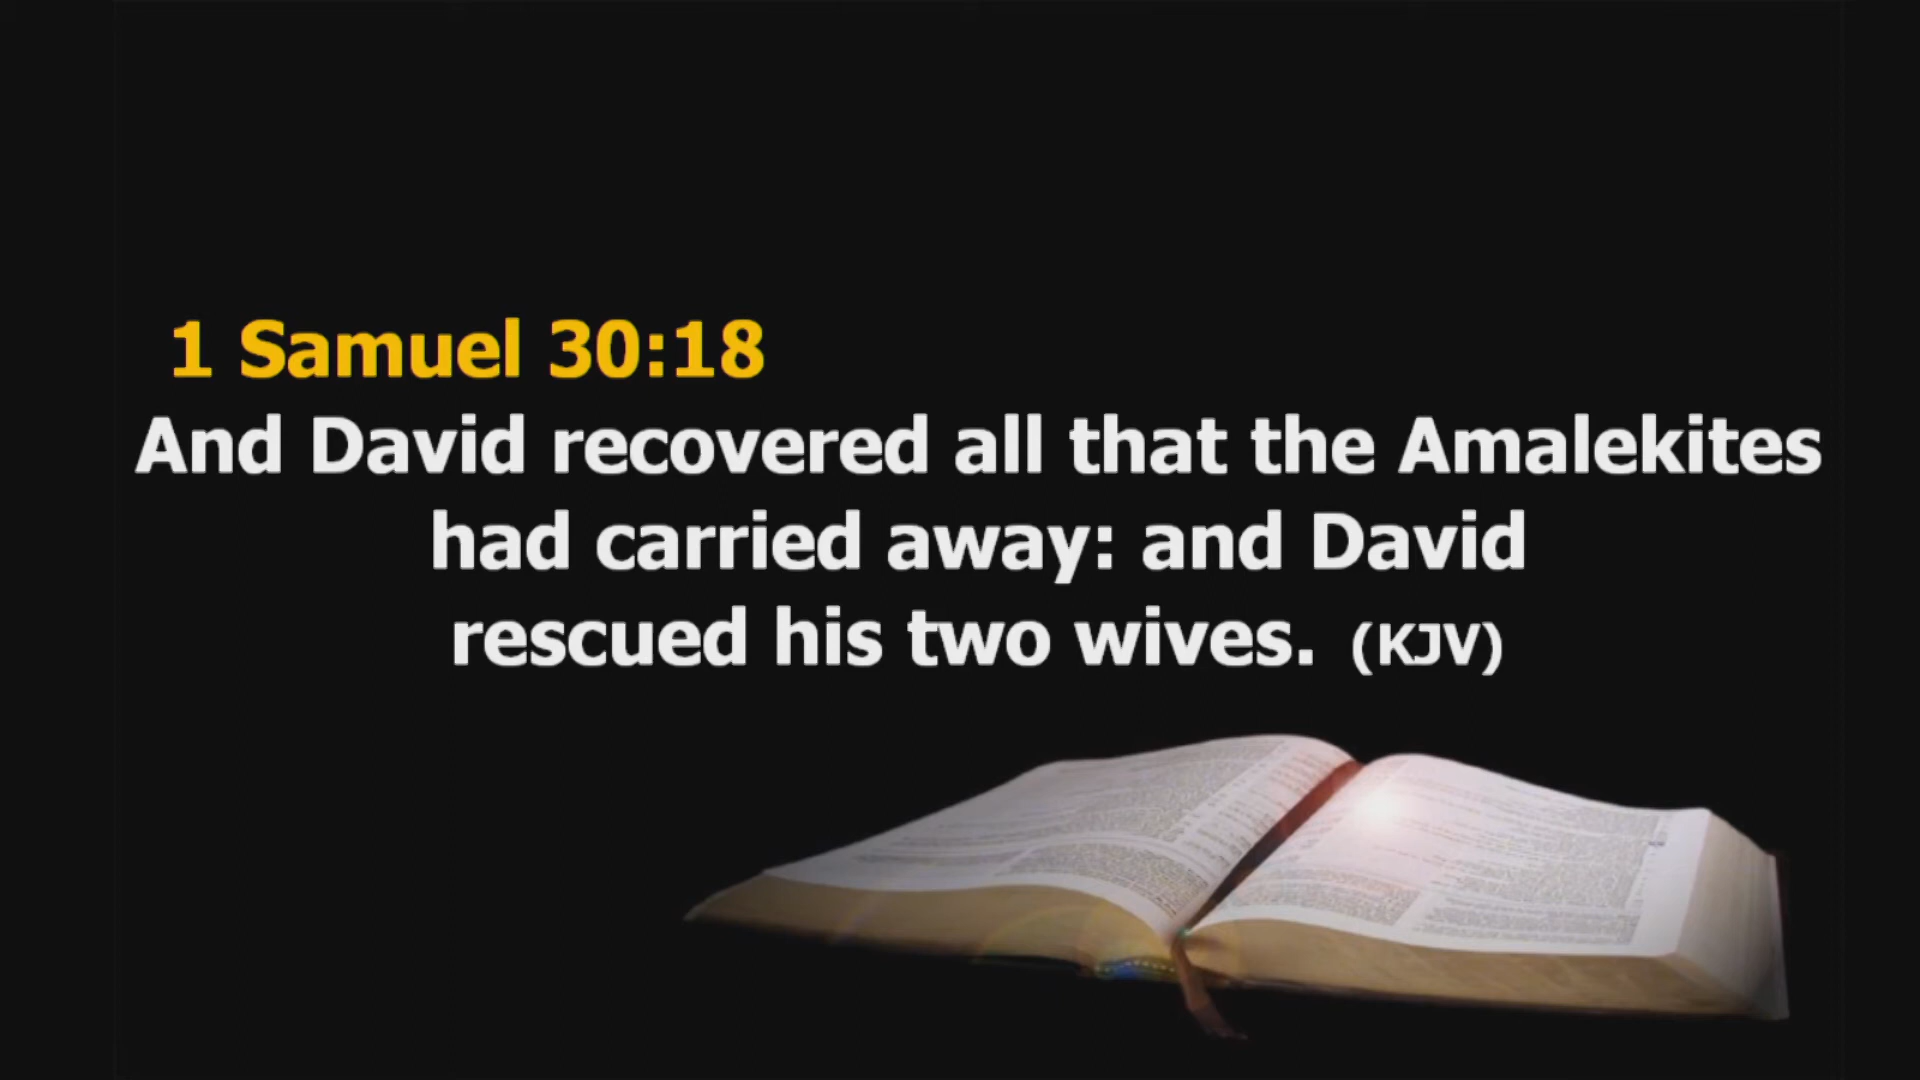 1 Samuel 30:18
And David recovered all that the Amalekites
had carried away: and David
rescued his two wives. (KJV)